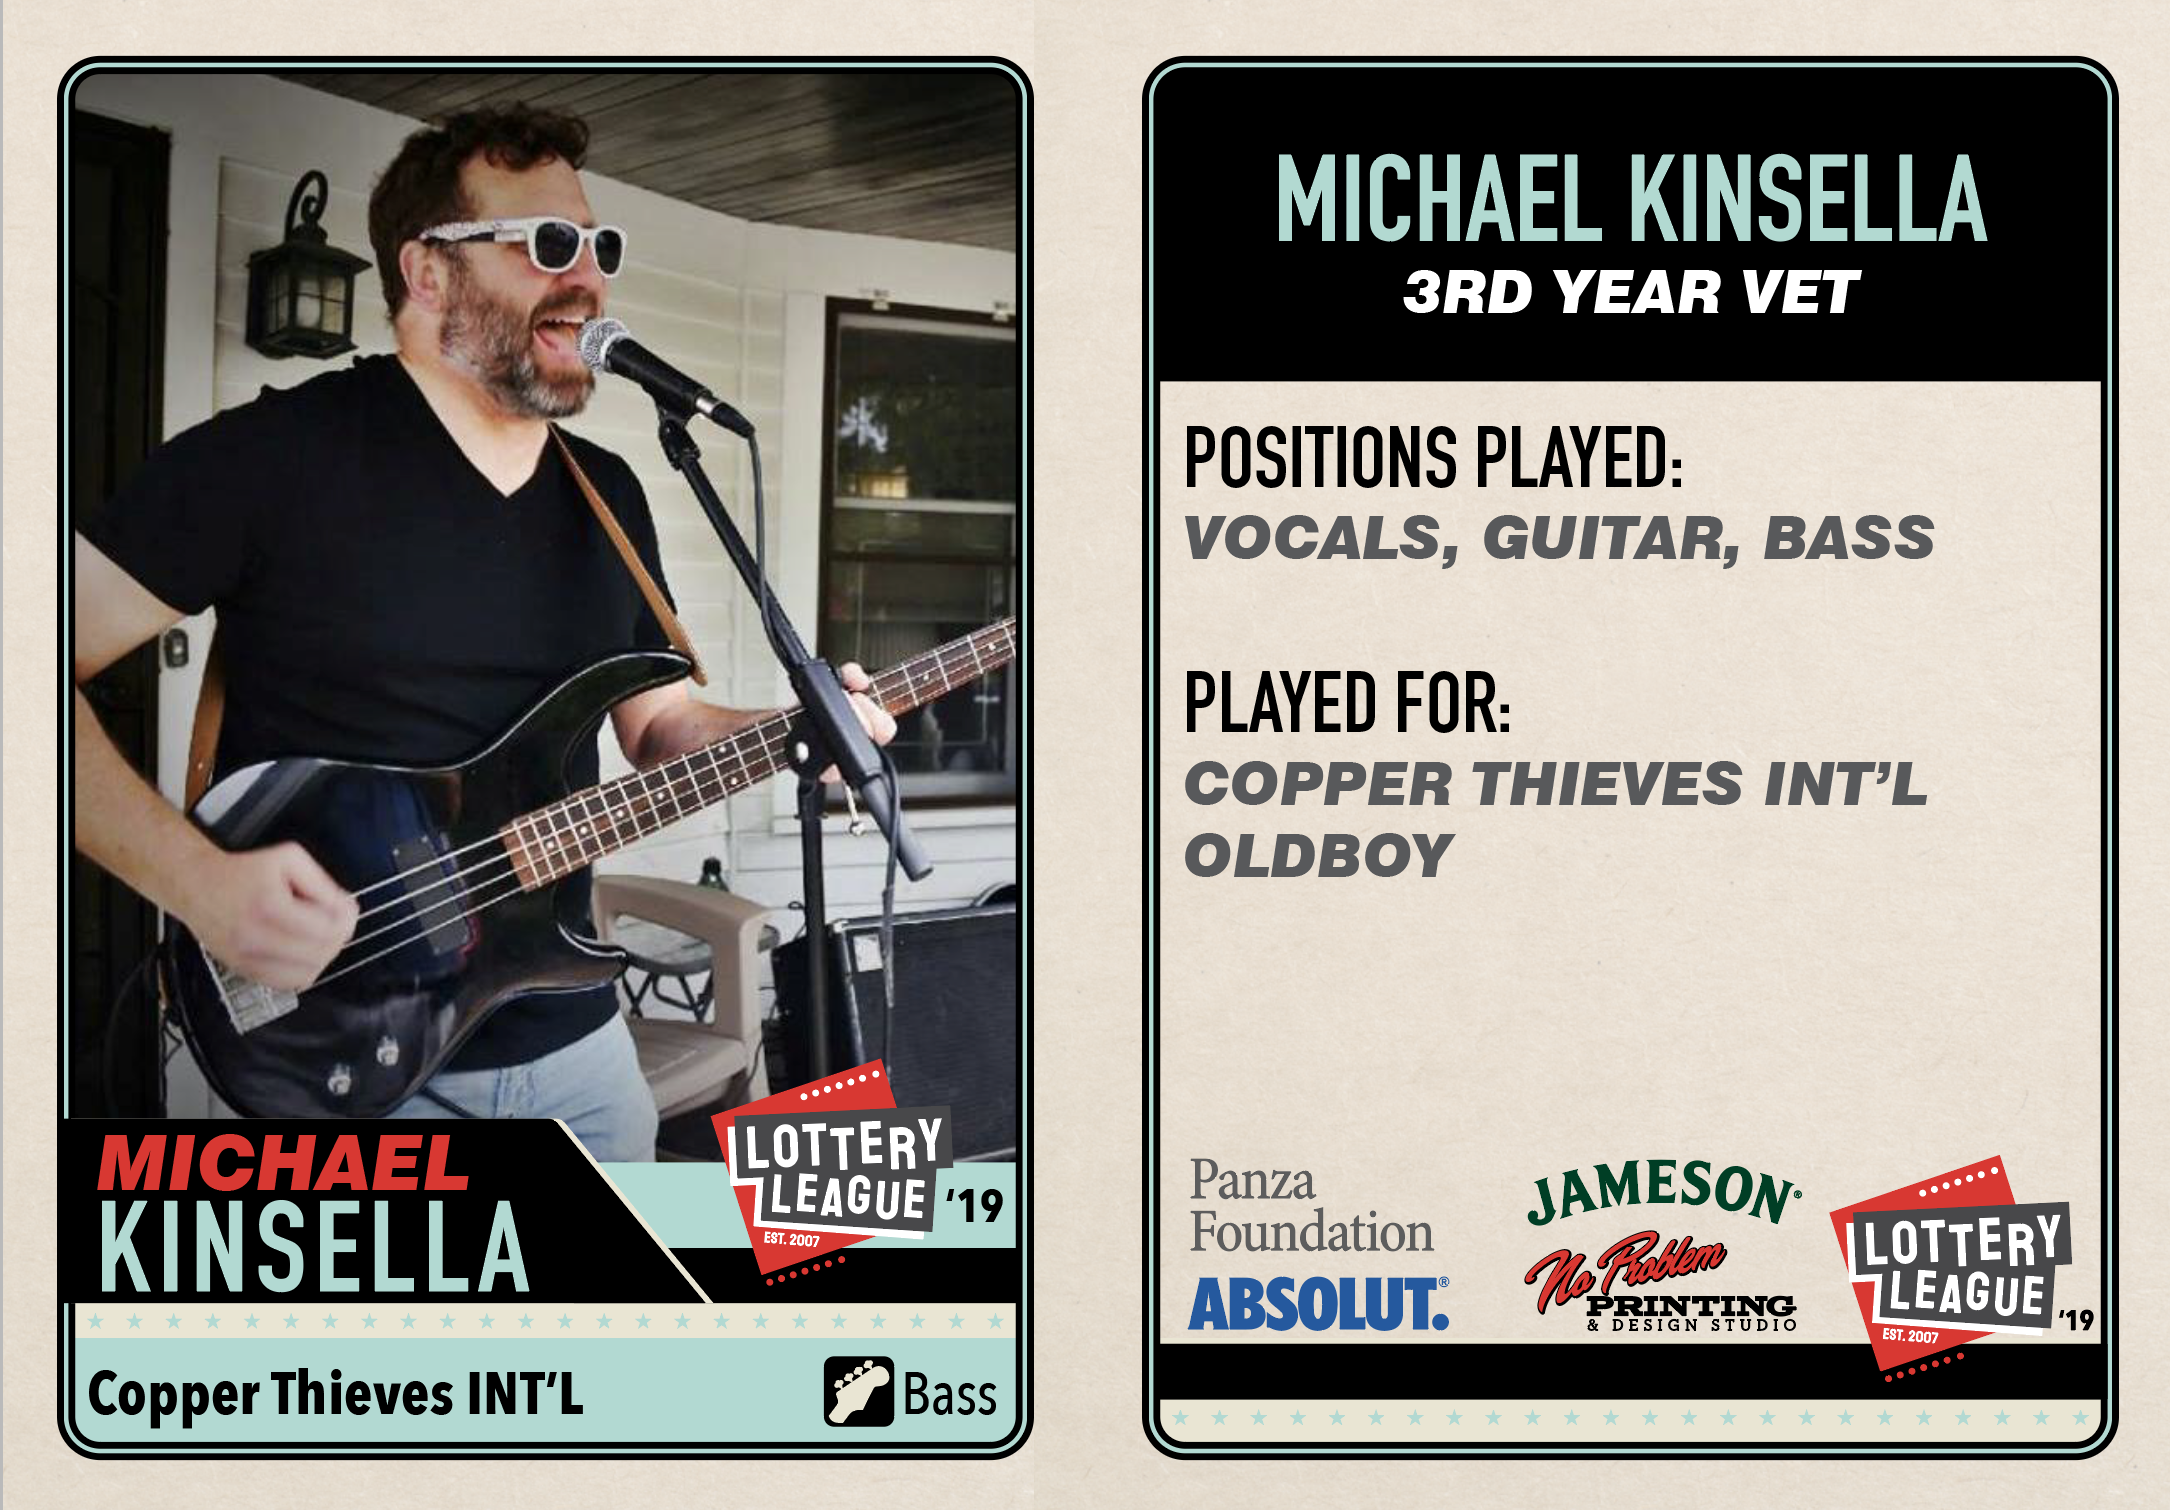 MICHAEL
KINSELLA
LOTTERY
LEAGUE
EST. 2007
'19
Copper Thieves INT'L
Bass
MICHAEL KINSELLA
3RD YEAR VET
POSITIONS PLAYED:
VOCALS, GUITAR, BASS
PLAYED FOR:
COPPER THIEVES INT'L
OLDBOY
Panza
Foundation
ABSOLUT.®
JAMESON®
No Problem
PRINTING
& DESIGN STUDIO
LOTTERY
LEAGUE
EST. 2007
'19